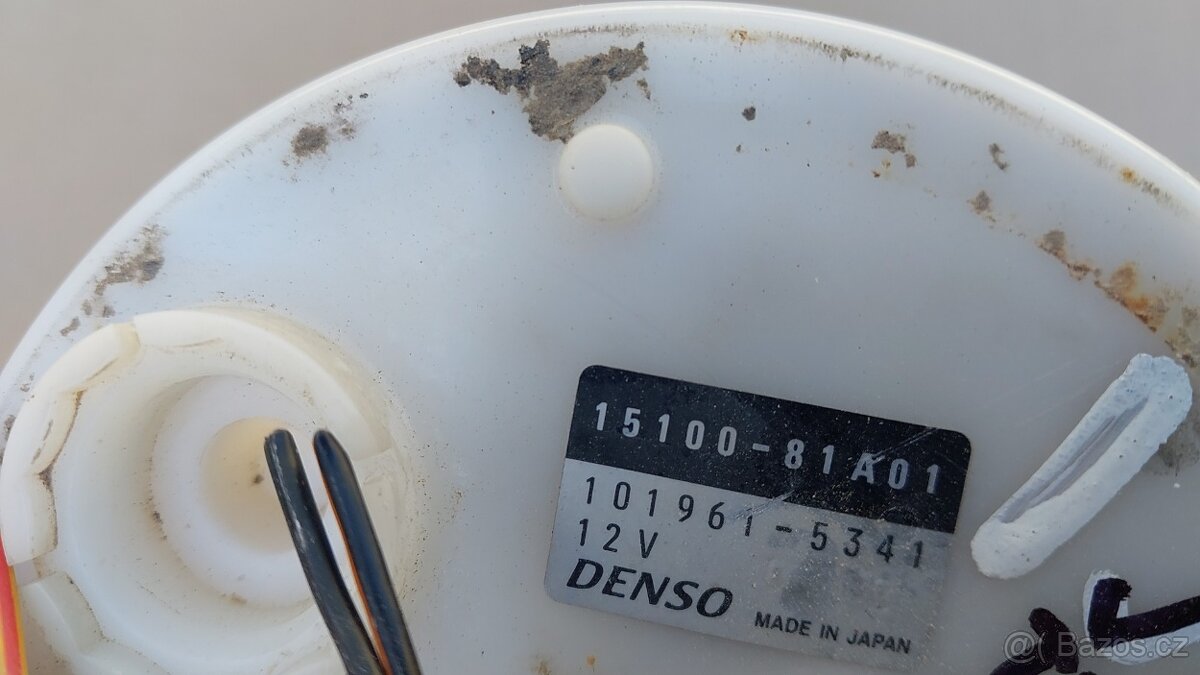 15100-81A01
101961-5341
12V
DENSO MADE IN JAPAN
@ Bazos.cz